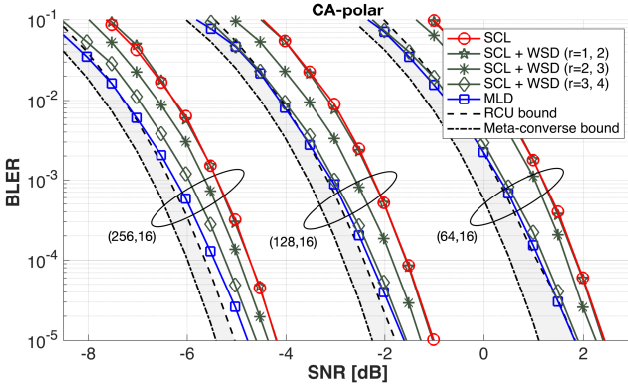 CA-polar
SCL
SCL + WSD (r=1, 2)
SCL + WSD (r=2, 3)
SCL + WSD (r=3, 4)
MLD
RCU bound
Meta-converse bound
BLER
10^-1
10^-2
10^-3
10^-4
10^-5
(256,16)
(128,16)
(64,16)
-8
-6
-4
-2
0
2
SNR [dB]